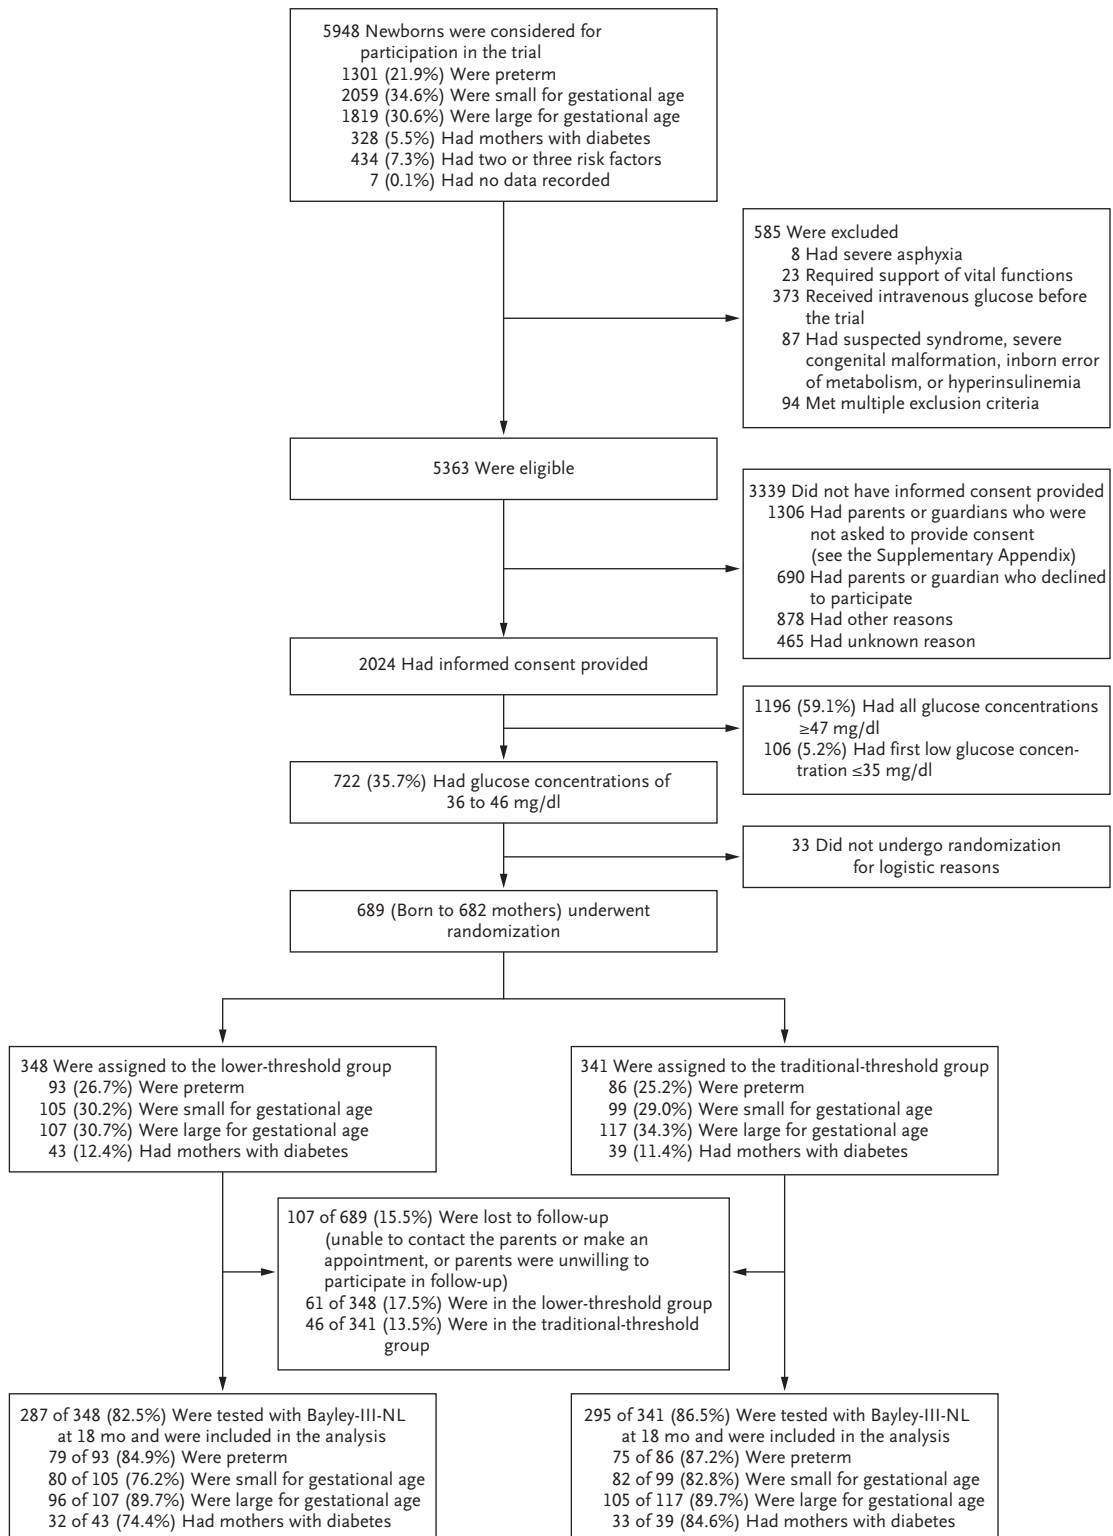 5948 Newborns were considered for
participation in the trial
1301 (21.9%) Were preterm
2059 (34.6%) Were small for gestational age
1819 (30.6%) Were large for gestational age
328 (5.5%) Had mothers with diabetes
434 (7.3%) Had two or three risk factors
7 (0.1%) Had no data recorded
585 Were excluded
8 Had severe asphyxia
23 Required support of vital functions
373 Received intravenous glucose before
the trial
87 Had suspected syndrome, severe
congenital malformation, inborn error
of metabolism, or hyperinsulinemia
94 Met multiple exclusion criteria
5363 Were eligible
3339 Did not have informed consent provided
1306 Had parents or guardians who were
not asked to provide consent
(see the Supplementary Appendix)
690 Had parents or guardian who declined
to participate
878 Had other reasons
465 Had unknown reason
2024 Had informed consent provided
1196 (59.1%) Had all glucose concentrations
≥47 mg/dl
106 (5.2%) Had first low glucose concen-
tration ≤35 mg/dl
722 (35.7%) Had glucose concentrations of
36 to 46 mg/dl
33 Did not undergo randomization
for logistic reasons
689 (Born to 682 mothers) underwent
randomization
348 Were assigned to the lower-threshold group
93 (26.7%) Were preterm
105 (30.2%) Were small for gestational age
107 (30.7%) Were large for gestational age
43 (12.4%) Had mothers with diabetes
341 Were assigned to the traditional-threshold group
86 (25.2%) Were preterm
99 (29.0%) Were small for gestational age
117 (34.3%) Were large for gestational age
39 (11.4%) Had mothers with diabetes
107 of 689 (15.5%) Were lost to follow-up
(unable to contact the parents or make an
appointment, or parents were unwilling to
participate in follow-up)
61 of 348 (17.5%) Were in the lower-threshold group
46 of 341 (13.5%) Were in the traditional-threshold
group
287 of 348 (82.5%) Were tested with Bayley-III-NL
at 18 mo and were included in the analysis
79 of 93 (84.9%) Were preterm
80 of 105 (76.2%) Were small for gestational age
96 of 107 (89.7%) Were large for gestational age
32 of 43 (74.4%) Had mothers with diabetes
295 of 341 (86.5%) Were tested with Bayley-III-NL
at 18 mo and were included in the analysis
75 of 86 (87.2%) Were preterm
82 of 99 (82.8%) Were small for gestational age
105 of 117 (89.7%) Were large for gestational age
33 of 39 (84.6%) Had mothers with diabetes